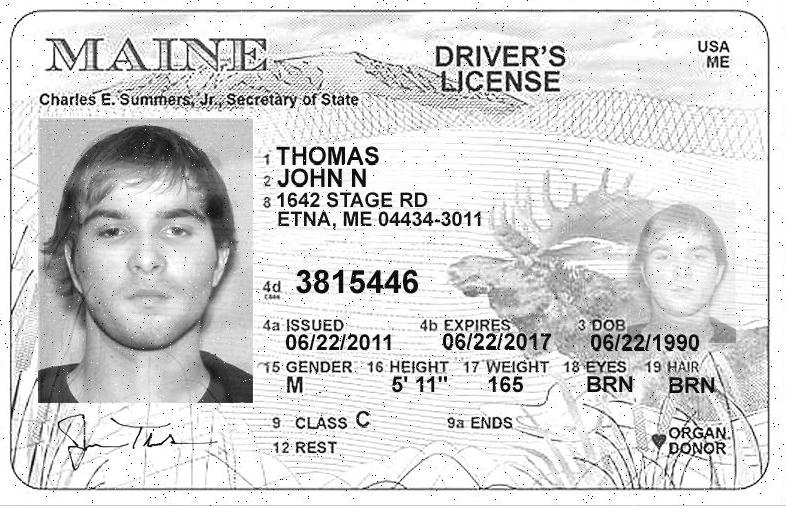 MAINE
DRIVER'S
LICENSE
USA
ME
Charles E. Summers, Jr., Secretary of State
1 THOMAS
2 JOHN N
8 1642 STAGE RD
ETNA, ME 04434-3011
4d 3815446
4a ISSUED 4b EXPIRES 3 DOB
06/22/2011 06/22/2017 06/22/1990
15 GENDER 16 HEIGHT 17 WEIGHT 18 EYES 19 HAIR
M 5' 11" 165 BRN BRN
9 CLASS C 9a ENDS
12 REST
ORGAN
DONOR